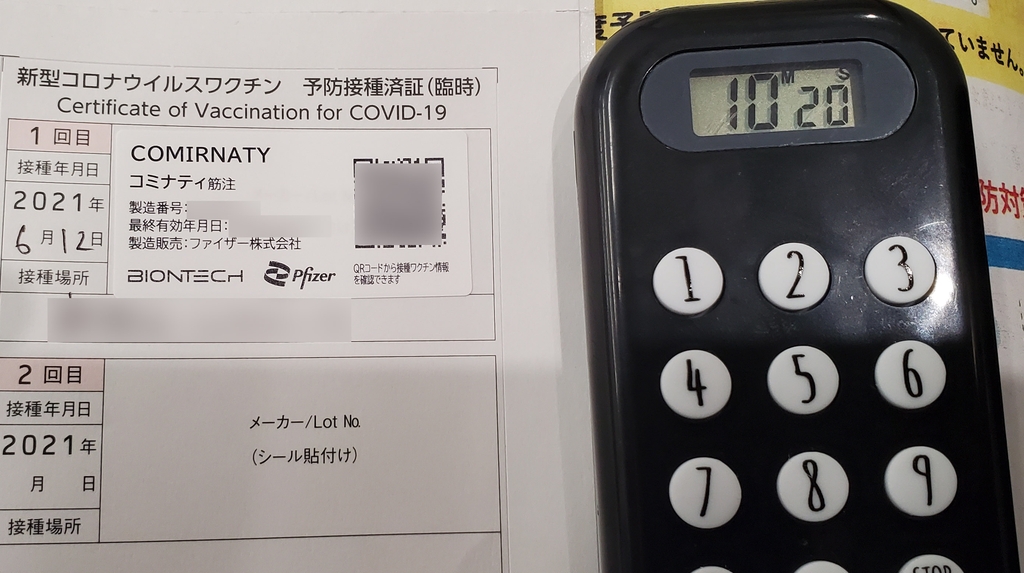 新型コロナウイルスワクチン 予防接種済証(臨時)
Certificate of Vaccination for COVID-19
1 回目
接種年月日
2021年
6月12日
接種場所
COMIRNATY
コミナティ筋注
製造番号:
最終有効年月日:
製造販売:ファイザー株式会社
BIONTECH Pfizer
QRコードから接種ワクチン情報
を確認できます
2 回目
接種年月日
2021年
月 日
接種場所
メーカー/Lot No.
(シール貼付け)
10M 20S
1 2 3
4 5 6
7 8 9
STOP
ていません。
防対